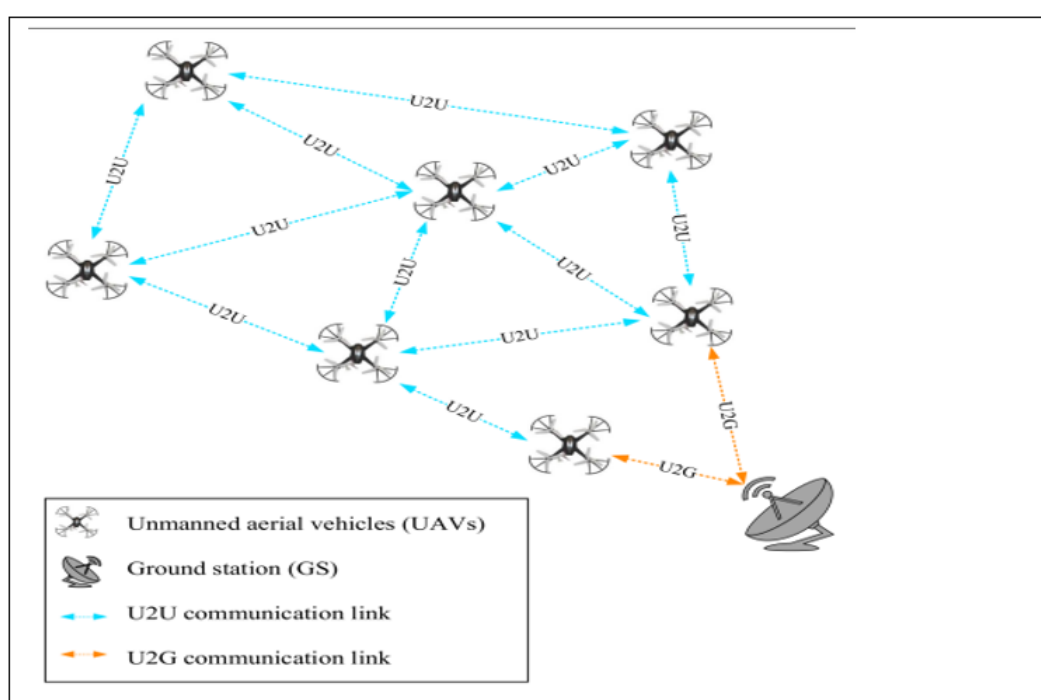 U2U
U2U
U2U
U2U
U2U
U2U
U2U
U2U
U2U
U2U
U2U
U2G
U2G
Unmanned aerial vehicles (UAVs)
Ground station (GS)
U2U communication link
U2G communication link